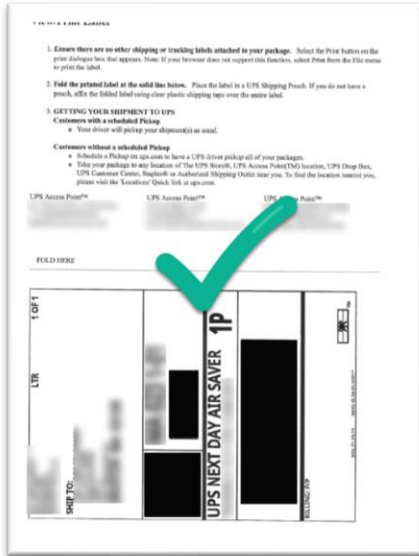 1. Ensure there are no other shipping or tracking labels attached to your package. Select the Print button on the
print dialogue box that appears. Note: If your browser does not support this function, select Print from the File menu
to print the label.
2. Fold the printed label at the solid line below. Place the label in a UPS Shipping Pouch. If you do not have a
pouch, affix the folded label using clear plastic shipping tape over the entire label.
3. GETTING YOUR SHIPMENT TO UPS
Customers with a scheduled Pickup
Your driver will pickup your shipment(s) as usual.
Customers without a scheduled Pickup
Schedule a Pickup on ups.com to have a UPS driver pickup all of your packages.
Take your package to any location of The UPS Store®, UPS Access Point(TM) location, UPS Drop Box,
UPS Customer Center, Staples® or Authorized Shipping Outlet near you. To find the location nearest you,
please visit the 'Locations' Quick link at ups.com.
UPS Access Point™ UPS Access Point™ UPS Access Point™
FOLD HERE
1 OF 1
LTR
SHIP TO:
UPS NEXT DAY AIR SAVER 1P
BILLING: P/P